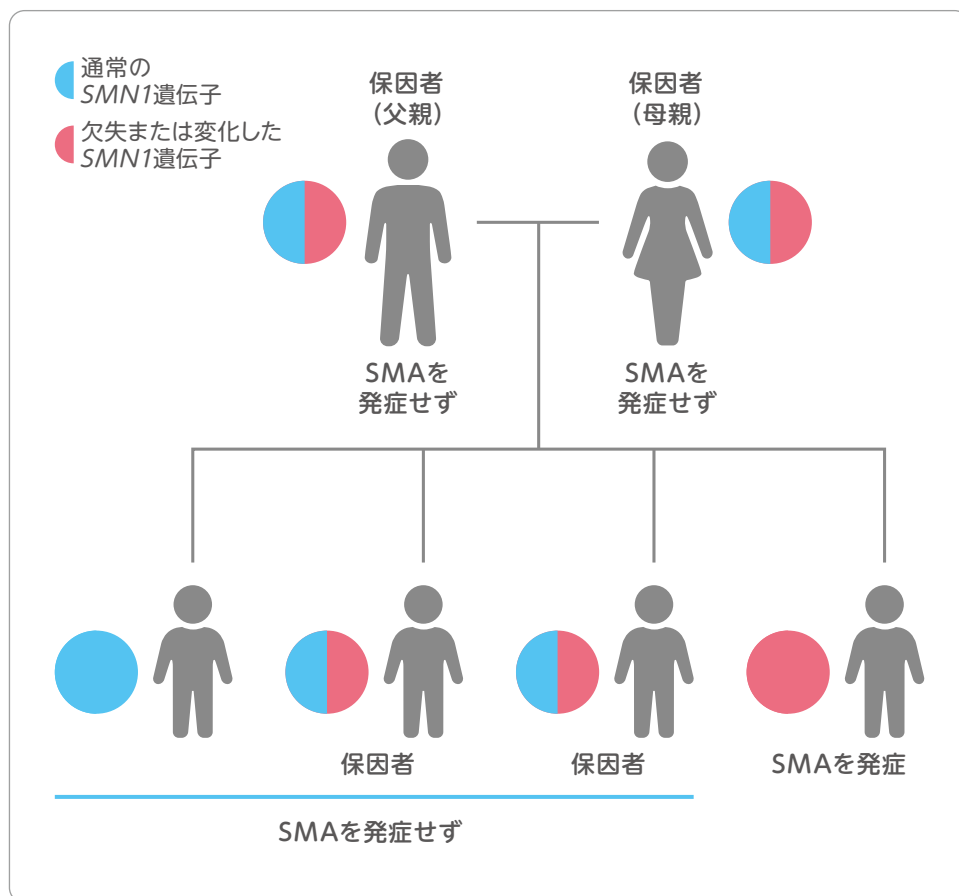 通常の
SMN1遺伝子
欠失または変化した
SMN1遺伝子
保因者
(父親)
保因者
(母親)
SMAを
発症せず
SMAを
発症せず
保因者
保因者
SMAを発症
SMAを発症せず